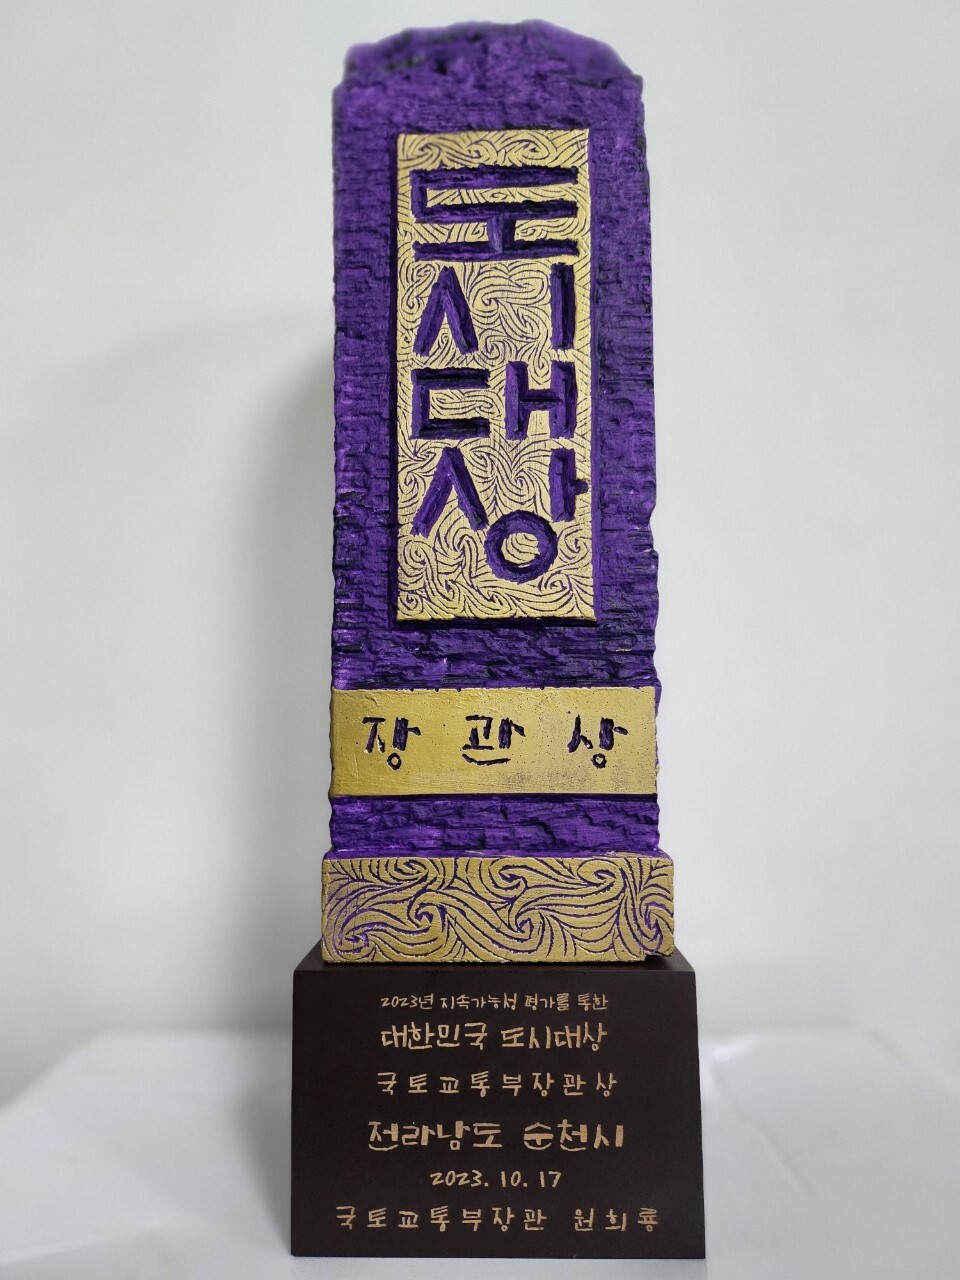 도시대상
장관상
2023년 지속가능성 평가를 통한
대한민국 도시대상
국토교통부장관상
전라남도 순천시
2023. 10. 17
국토교통부장관 원희룡